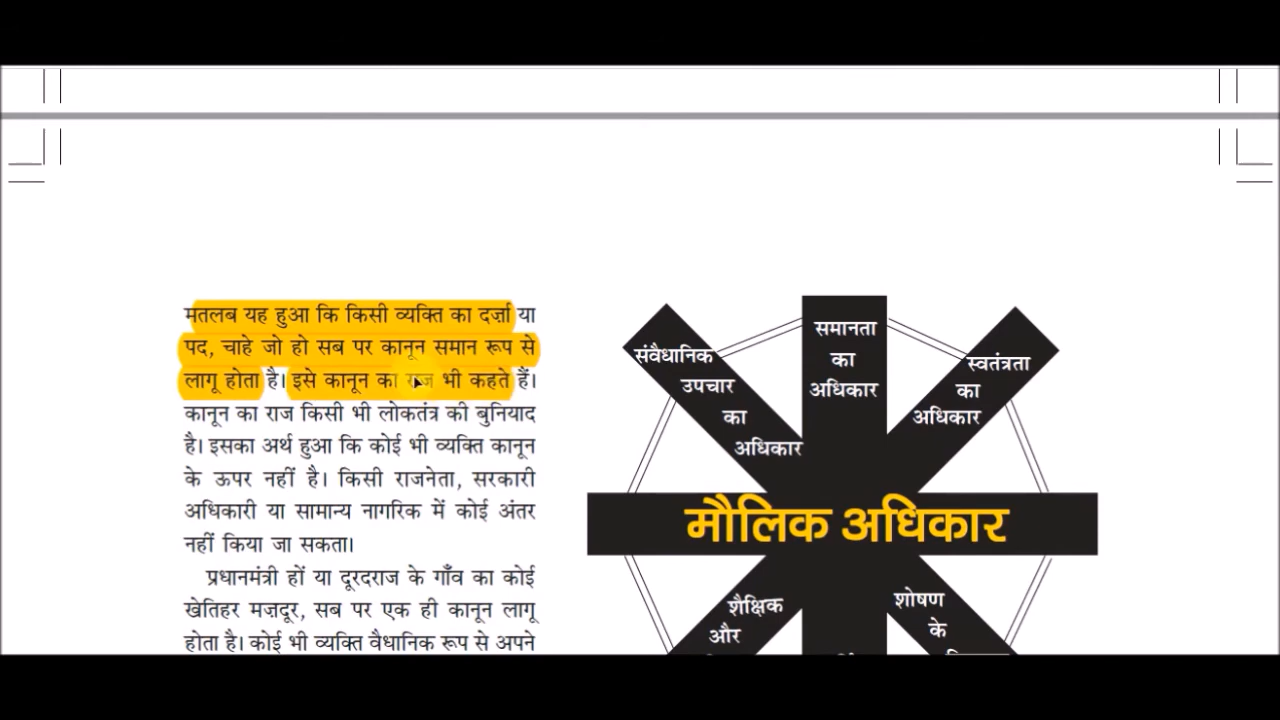 मतलब यह हुआ कि किसी व्यक्ति का दर्ज़ा या
पद, चाहे जो हो सब पर कानून समान रूप से
लागू होता है। इसे कानून का राज भी कहते हैं।
कानून का राज किसी भी लोकतंत्र की बुनियाद
है। इसका अर्थ हुआ कि कोई भी व्यक्ति कानून
के ऊपर नहीं है। किसी राजनेता, सरकारी
अधिकारी या सामान्य नागरिक में कोई अंतर
नहीं किया जा सकता।
प्रधानमंत्री हों या दूरदराज के गाँव का कोई
खेतिहर मज़दूर, सब पर एक ही कानून लागू
होता है। कोई भी व्यक्ति वैधानिक रूप से अपने
संवैधानिक
उपचार
का
अधिकार
समानता
का
अधिकार
स्वतंत्रता
का
अधिकार
मौलिक अधिकार
शैक्षिक
और
शोषण
के